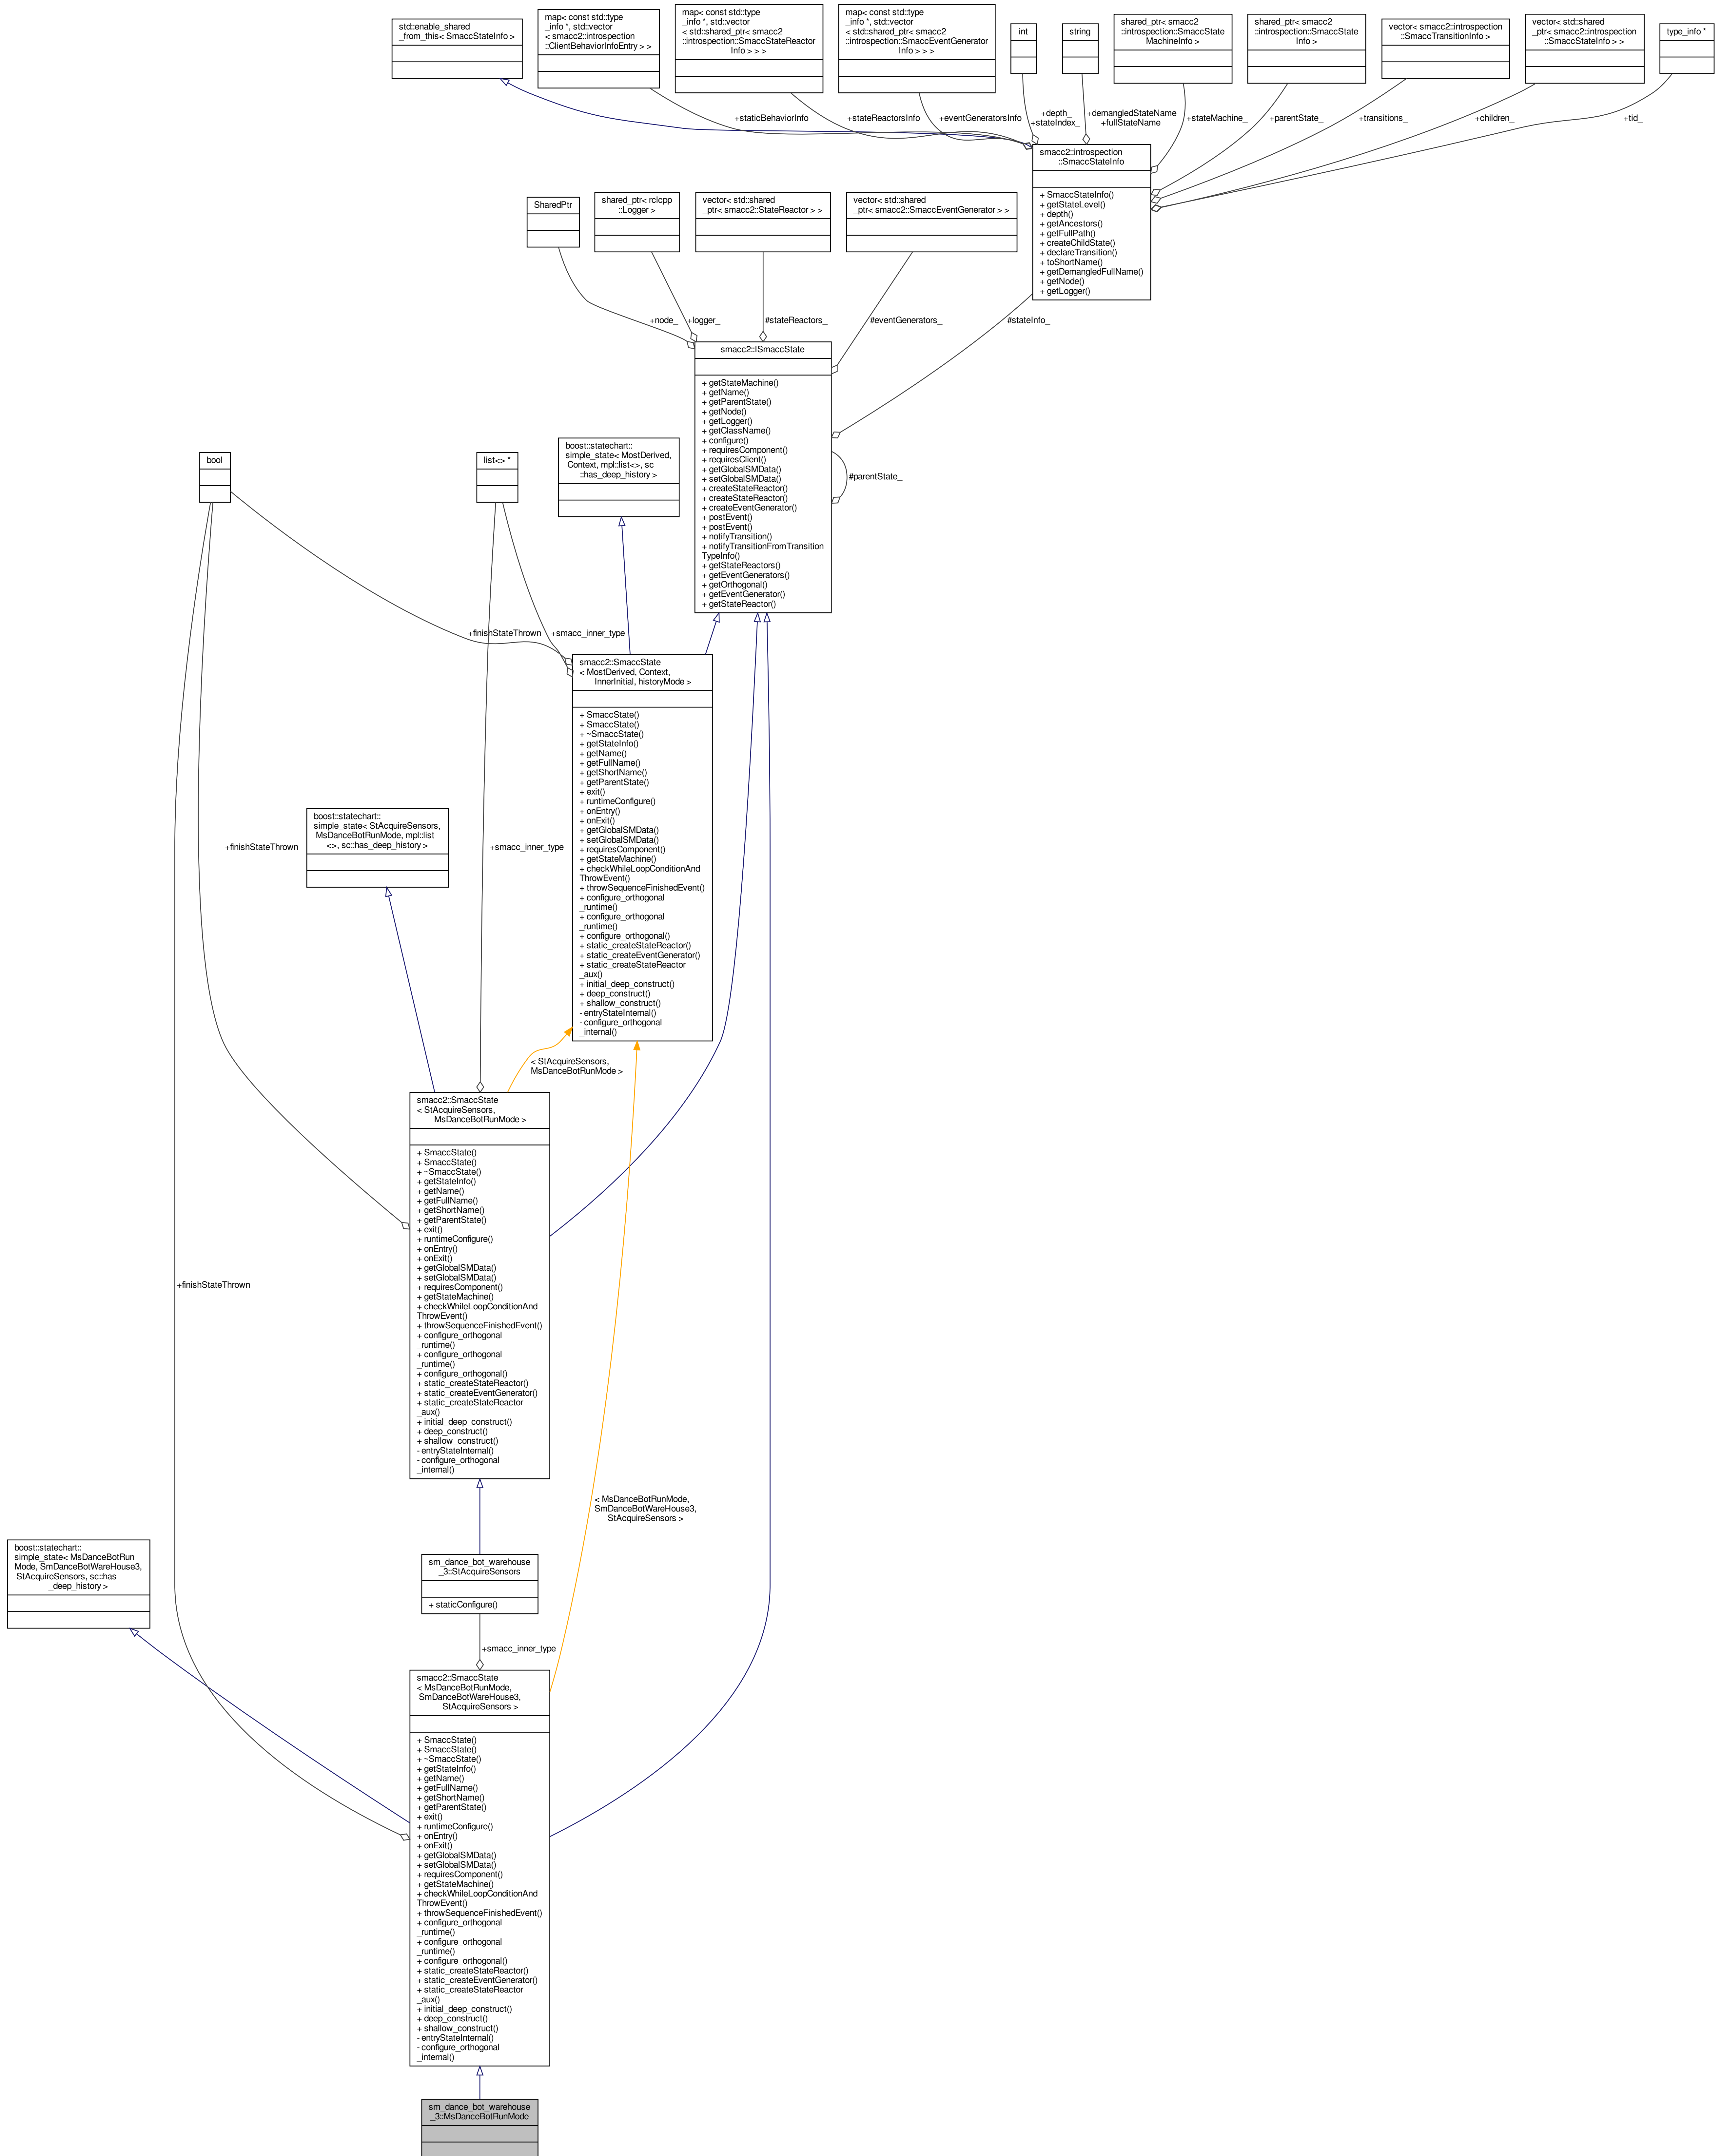 std::enable_shared
_from_this< SmaccStateInfo >
map< const std::type
_info *, std::vector
< smacc2::introspection
::ClientBehaviorInfoEntry > >
map< const std::type
_info *, std::vector
< std::shared_ptr< smacc2
::introspection::SmaccStateReactor
Info > > >
map< const std::type
_info *, std::vector
< std::shared_ptr< smacc2
::introspection::SmaccEventGenerator
Info > > >
int
string
shared_ptr< smacc2
::introspection::SmaccState
MachineInfo >
shared_ptr< smacc2
::introspection::SmaccState
Info >
vector< smacc2::introspection
::SmaccTransitionInfo >
vector< std::shared
_ptr< smacc2::introspection
::SmaccStateInfo > >
type_info *
+staticBehaviorInfo
+stateReactorsInfo
+eventGeneratorsInfo
+depth_
+stateIndex_
+demangledStateName
+fullStateName
+stateMachine_
+parentState_
+transitions_
+children_
+tid_
smacc2::introspection
::SmaccStateInfo
+ SmaccStateInfo()
+ getStateLevel()
+ depth()
+ getAncestors()
+ getFullPath()
+ createChildState()
+ declareTransition()
+ toShortName()
+ getDemangledFullName()
+ getNode()
+ getLogger()
SharedPtr
shared_ptr< rclcpp
::Logger >
vector< std::shared
_ptr< smacc2::StateReactor > >
vector< std::shared
_ptr< smacc2::SmaccEventGenerator > >
+node_
+logger_
#stateReactors_
#eventGenerators_
#stateInfo_
smacc2::ISmaccState
+ getStateMachine()
+ getName()
+ getParentState()
+ getNode()
+ getLogger()
+ getClassName()
+ configure()
+ requiresComponent()
+ requiresClient()
+ getGlobalSMData()
+ setGlobalSMData()
+ createStateReactor()
+ createStateReactor()
+ createEventGenerator()
+ postEvent()
+ postEvent()
+ notifyTransition()
+ notifyTransitionFromTransition
TypeInfo()
+ getStateReactors()
+ getEventGenerators()
+ getOrthogonal()
+ getEventGenerator()
+ getStateReactor()
#parentState_
bool
list<> *
boost::statechart::
simple_state< MostDerived,
Context, mpl::list<>, sc
::has_deep_history >
+finishStateThrown
+smacc_inner_type
smacc2::SmaccState
< MostDerived, Context,
InnerInitial, historyMode >
+ SmaccState()
+ SmaccState()
+ ~SmaccState()
+ getStateInfo()
+ getName()
+ getFullName()
+ getShortName()
+ getParentState()
+ exit()
+ runtimeConfigure()
+ onEntry()
+ onExit()
+ getGlobalSMData()
+ setGlobalSMData()
+ requiresComponent()
+ getStateMachine()
+ checkWhileLoopConditionAnd
ThrowEvent()
+ throwSequenceFinishedEvent()
+ configure_orthogonal
_runtime()
+ configure_orthogonal
_runtime()
+ configure_orthogonal()
+ static_createStateReactor()
+ static_createEventGenerator()
+ static_createStateReactor
_aux()
+ initial_deep_construct()
+ deep_construct()
+ shallow_construct()
- entryStateInternal()
- configure_orthogonal
_internal()
boost::statechart::
simple_state< StAcquireSensors,
MsDanceBotRunMode, mpl::list
<>, sc::has_deep_history >
+finishStateThrown
+smacc_inner_type
< StAcquireSensors,
MsDanceBotRunMode >
smacc2::SmaccState
< StAcquireSensors,
MsDanceBotRunMode >
+ SmaccState()
+ SmaccState()
+ ~SmaccState()
+ getStateInfo()
+ getName()
+ getFullName()
+ getShortName()
+ getParentState()
+ exit()
+ runtimeConfigure()
+ onEntry()
+ onExit()
+ getGlobalSMData()
+ setGlobalSMData()
+ requiresComponent()
+ getStateMachine()
+ checkWhileLoopConditionAnd
ThrowEvent()
+ throwSequenceFinishedEvent()
+ configure_orthogonal
_runtime()
+ configure_orthogonal
_runtime()
+ configure_orthogonal()
+ static_createStateReactor()
+ static_createEventGenerator()
+ static_createStateReactor
_aux()
+ initial_deep_construct()
+ deep_construct()
+ shallow_construct()
- entryStateInternal()
- configure_orthogonal
_internal()
+finishStateThrown
< MsDanceBotRunMode,
SmDanceBotWareHouse3,
StAcquireSensors >
boost::statechart::
simple_state< MsDanceBotRun
Mode, SmDanceBotWareHouse3,
StAcquireSensors, sc::has
_deep_history >
sm_dance_bot_warehouse
_3::StAcquireSensors
+ staticConfigure()
+smacc_inner_type
smacc2::SmaccState
< MsDanceBotRunMode,
SmDanceBotWareHouse3,
StAcquireSensors >
+ SmaccState()
+ SmaccState()
+ ~SmaccState()
+ getStateInfo()
+ getName()
+ getFullName()
+ getShortName()
+ getParentState()
+ exit()
+ runtimeConfigure()
+ onEntry()
+ onExit()
+ getGlobalSMData()
+ setGlobalSMData()
+ requiresComponent()
+ getStateMachine()
+ checkWhileLoopConditionAnd
ThrowEvent()
+ throwSequenceFinishedEvent()
+ configure_orthogonal
_runtime()
+ configure_orthogonal
_runtime()
+ configure_orthogonal()
+ static_createStateReactor()
+ static_createEventGenerator()
+ static_createStateReactor
_aux()
+ initial_deep_construct()
+ deep_construct()
+ shallow_construct()
- entryStateInternal()
- configure_orthogonal
_internal()
sm_dance_bot_warehouse
_3::MsDanceBotRunMode